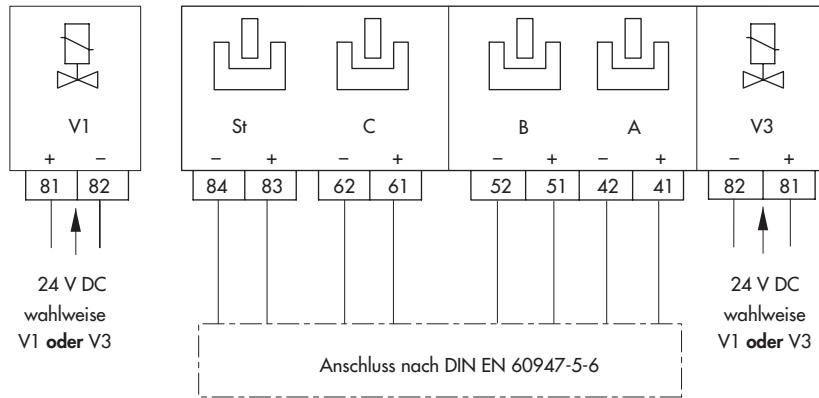 V1 St C B A V3
+ − − + − + − + − + − +
81 82 84 83 62 61 52 51 42 41 82 81
24 V DC
wahlweise
V1 oder V3
Anschluss nach DIN EN 60947-5-6
24 V DC
wahlweise
V1 oder V3